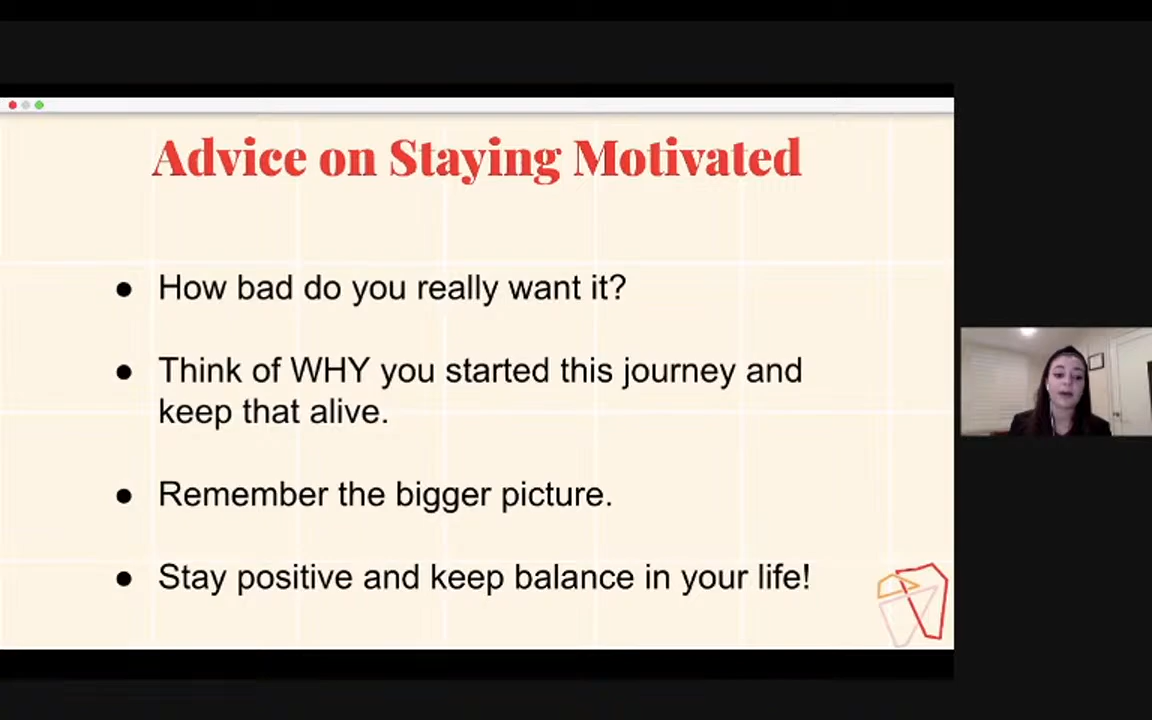 Advice on Staying Motivated
● How bad do you really want it?
● Think of WHY you started this journey and
keep that alive.
● Remember the bigger picture.
● Stay positive and keep balance in your life!